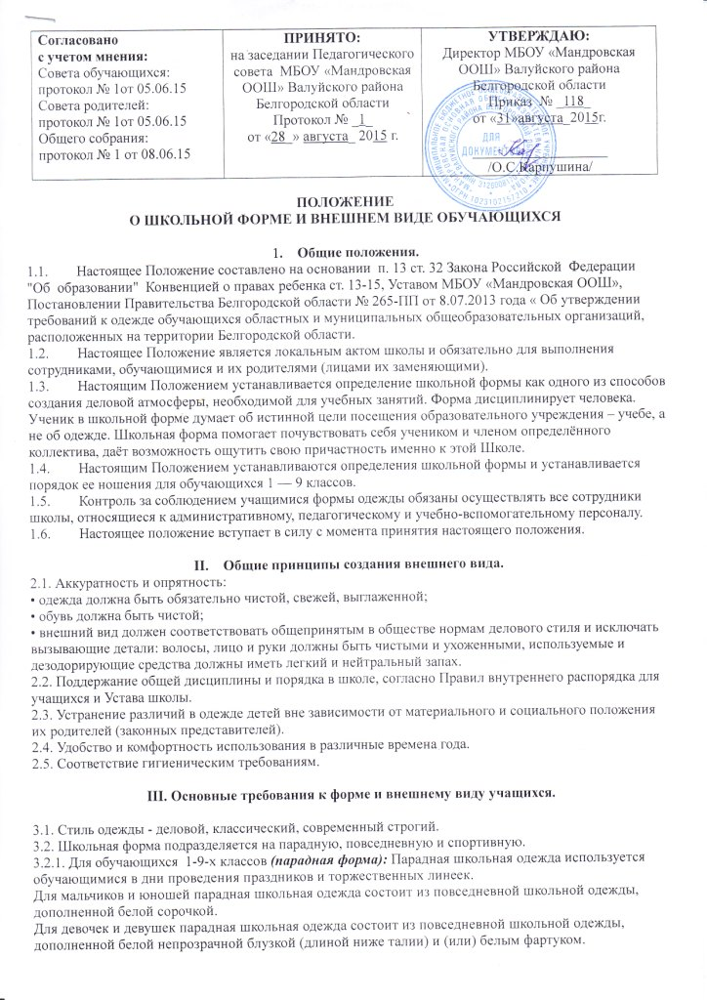 Согласовано
с учетом мнения:
Совета обучающихся:
протокол № 1от 05.06.15
Совета родителей:
протокол № 1от 05.06.15
Общего собрания:
протокол № 1 от 08.06.15
ПРИНЯТО:
на заседании Педагогического
совета МБОУ «Мандровская
ООШ» Валуйского района
Белгородской области
Протокол № _1_
от «28 » августа_ 2015 г.
УТВЕРЖДАЮ:
Директор МБОУ «Мандровская
ООШ» Валуйского района
Белгородской области
Приказ № _118_
от «31»августа_2015г.
/О.С.Карпушина/
ДЛЯ
ДОКУМЕНТОВ
ПОЛОЖЕНИЕ
О ШКОЛЬНОЙ ФОРМЕ И ВНЕШНЕМ ВИДЕ ОБУЧАЮЩИХСЯ
1. Общие положения.
1.1. Настоящее Положение составлено на основании п. 13 ст. 32 Закона Российской Федерации
"Об образовании" Конвенцией о правах ребенка ст. 13-15, Уставом МБОУ «Мандровская ООШ»,
Постановлении Правительства Белгородской области № 265-ПП от 8.07.2013 года « Об утверждении
требований к одежде обучающихся областных и муниципальных общеобразовательных организаций,
расположенных на территории Белгородской области.
1.2. Настоящее Положение является локальным актом школы и обязательно для выполнения
сотрудниками, обучающимися и их родителями (лицами их заменяющими).
1.3. Настоящим Положением устанавливается определение школьной формы как одного из способов
создания деловой атмосферы, необходимой для учебных занятий. Форма дисциплинирует человека.
Ученик в школьной форме думает об истинной цели посещения образовательного учреждения – учебе, а
не об одежде. Школьная форма помогает почувствовать себя учеником и членом определённого
коллектива, даёт возможность ощутить свою причастность именно к этой Школе.
1.4. Настоящим Положением устанавливаются определения школьной формы и устанавливается
порядок ее ношения для обучающихся 1 — 9 классов.
1.5. Контроль за соблюдением учащимися формы одежды обязаны осуществлять все сотрудники
школы, относящиеся к административному, педагогическому и учебно-вспомогательному персоналу.
1.6. Настоящее положение вступает в силу с момента принятия настоящего положения.
II. Общие принципы создания внешнего вида.
2.1. Аккуратность и опрятность:
• одежда должна быть обязательно чистой, свежей, выглаженной;
• обувь должна быть чистой;
• внешний вид должен соответствовать общепринятым в обществе нормам делового стиля и исключать
вызывающие детали: волосы, лицо и руки должны быть чистыми и ухоженными, используемые и
дезодорирующие средства должны иметь легкий и нейтральный запах.
2.2. Поддержание общей дисциплины и порядка в школе, согласно Правил внутреннего распорядка для
учащихся и Устава школы.
2.3. Устранение различий в одежде детей вне зависимости от материального и социального положения
их родителей (законных представителей).
2.4. Удобство и комфортность использования в различные времена года.
2.5. Соответствие гигиеническим требованиям.
III. Основные требования к форме и внешнему виду учащихся.
3.1. Стиль одежды - деловой, классический, современный строгий.
3.2. Школьная форма подразделяется на парадную, повседневную и спортивную.
3.2.1. Для обучающихся 1-9-х классов (парадная форма): Парадная школьная одежда используется
обучающимися в дни проведения праздников и торжественных линеек.
Для мальчиков и юношей парадная школьная одежда состоит из повседневной школьной одежды,
дополненной белой сорочкой.
Для девочек и девушек парадная школьная одежда состоит из повседневной школьной одежды,
дополненной белой непрозрачной блузкой (длиной ниже талии) и (или) белым фартуком.